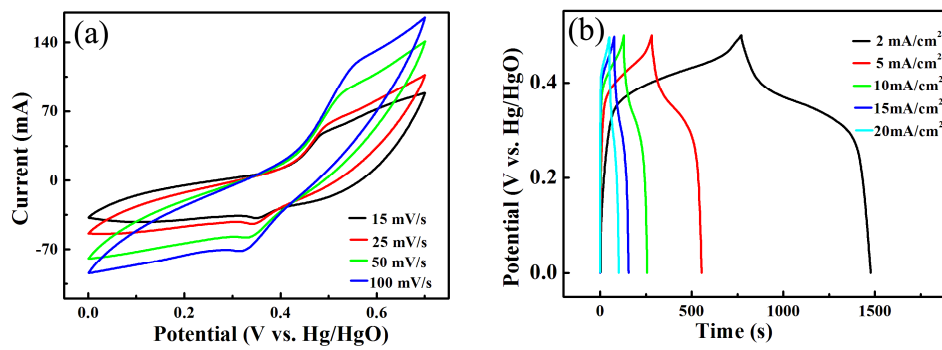 (a)
140
70
0
-70
Current (mA)
15 mV/s
25 mV/s
50 mV/s
100 mV/s
0.0 0.2 0.4 0.6
Potential (V vs. Hg/HgO)
(b)
0.4
0.2
0.0
Potential (V vs. Hg/HgO)
2 mA/cm²
5 mA/cm²
10mA/cm²
15mA/cm²
20mA/cm²
0 500 1000 1500
Time (s)